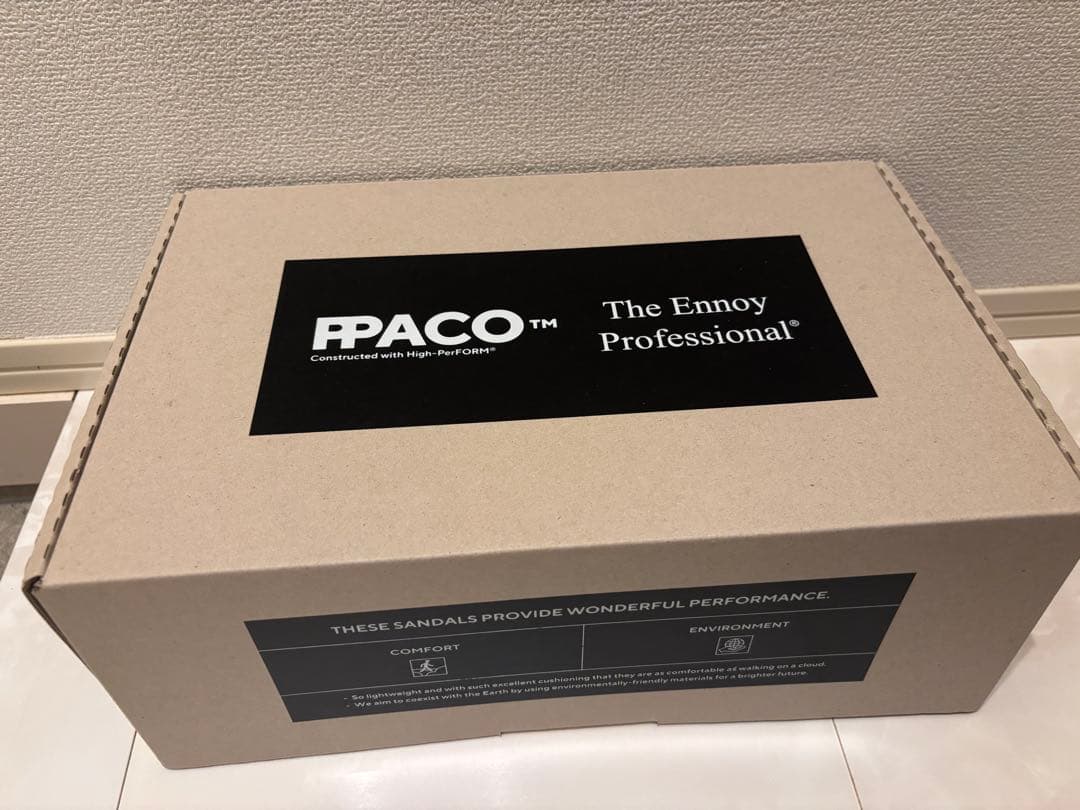 PPACO™
Constructed with High-PerFORM®
The Ennoy
Professional®
THESE SANDALS PROVIDE WONDERFUL PERFORMANCE.
COMFORT
ENVIRONMENT
- So lightweight and with such excellent cushioning that they are as comfortable as walking on a cloud.
- We aim to coexist with the Earth by using environmentally-friendly materials for a brighter future.